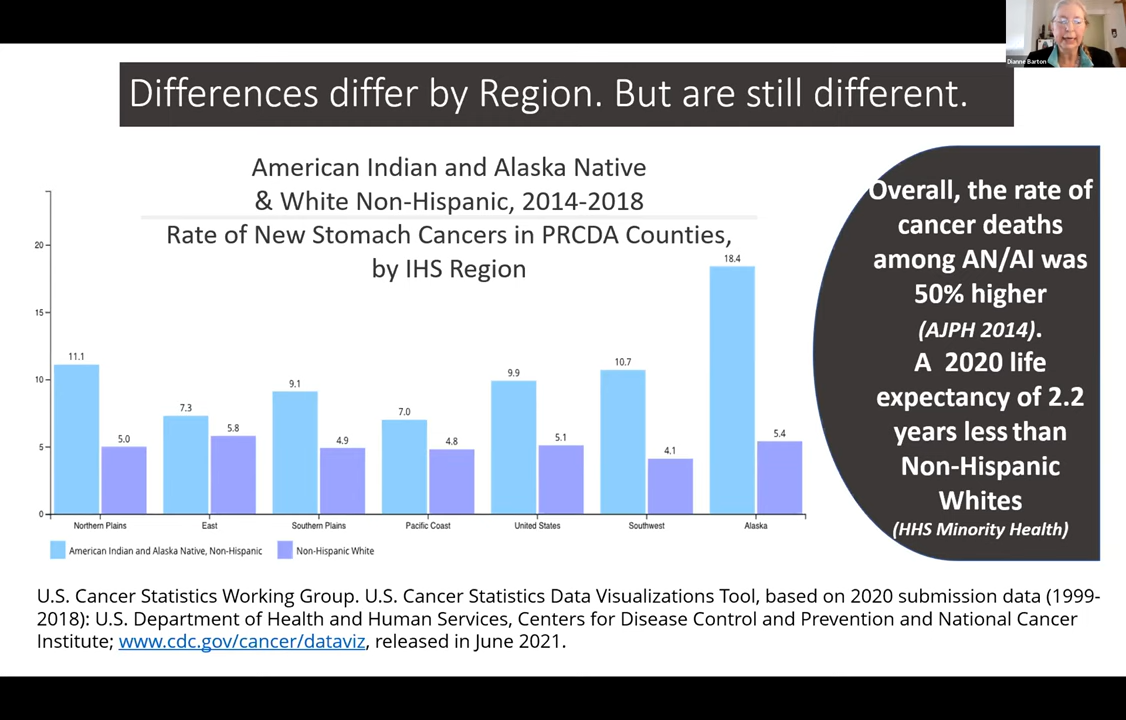 Dianne Barton
Differences differ by Region. But are still different.
American Indian and Alaska Native
& White Non-Hispanic, 2014-2018
Rate of New Stomach Cancers in PRCDA Counties,
by IHS Region
20
15
10
5
0
11.1
5.0
7.3
5.8
9.1
4.9
7.0
4.8
9.9
5.1
10.7
4.1
18.4
5.4
Northern Plains
East
Southern Plains
Pacific Coast
United States
Southwest
Alaska
American Indian and Alaska Native, Non-Hispanic
Non-Hispanic White
Overall, the rate of
cancer deaths
among AN/AI was
50% higher
(AJPH 2014).
A 2020 life
expectancy of 2.2
years less than
Non-Hispanic
Whites
(HHS Minority Health)
U.S. Cancer Statistics Working Group. U.S. Cancer Statistics Data Visualizations Tool, based on 2020 submission data (1999-
2018): U.S. Department of Health and Human Services, Centers for Disease Control and Prevention and National Cancer
Institute; www.cdc.gov/cancer/dataviz, released in June 2021.